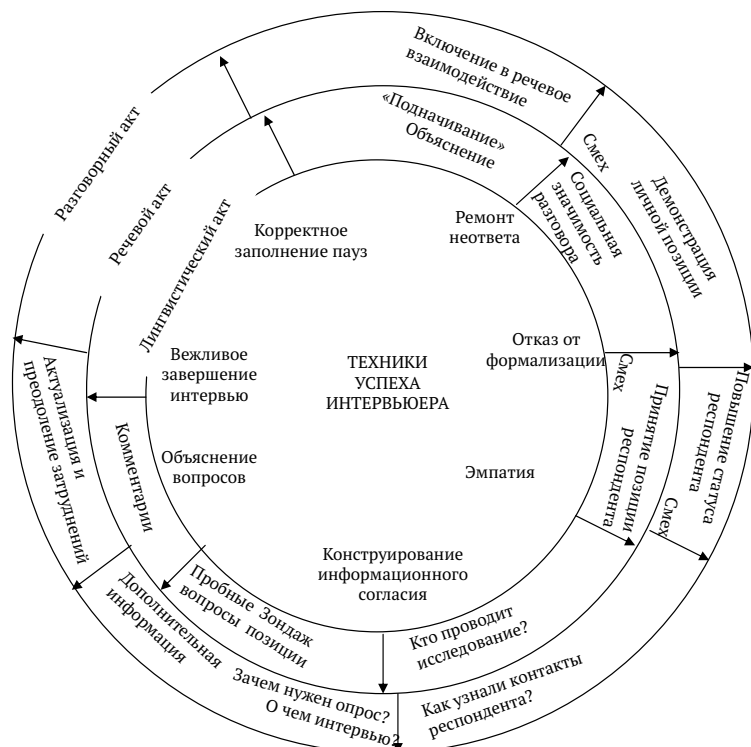 Включение в речевое
взаимодействие
«Подначивание»
Объяснение
Смех
Демонстрация
личной позиции
Социальная
значимость
разговора
Разговорный акт
Речевой акт
Лингвистический акт
Корректное
заполнение пауз
Ремонт
неответа
Отказ от
формализации
Смех
ТЕХНИКИ
УСПЕХА
ИНТЕРВЬЮЕРА
Вежливое
завершение
интервью
Объяснение
вопросов
Эмпатия
Конструирование
информационного
согласия
Повышение статуса
респондента
Принятие позиции
респондента
Смех
Актуализация и
преодоление затруднений
Комментарии
Пробные Зондаж
вопросы позиции
Дополнительная
информация
Кто проводит
исследование?
Зачем нужен опрос?
О чем интервью?
Как узнали контакты
респондента?